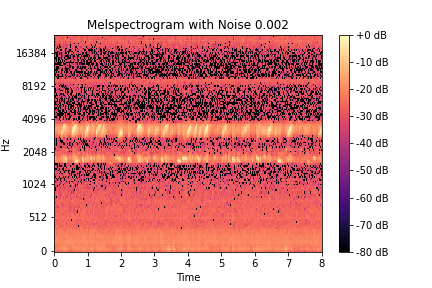 Melspectrogram with Noise 0.002
Hz
16384
8192
4096
2048
1024
512
0
0 1 2 3 4 5 6 7 8
Time
+0 dB
-10 dB
-20 dB
-30 dB
-40 dB
-50 dB
-60 dB
-70 dB
-80 dB